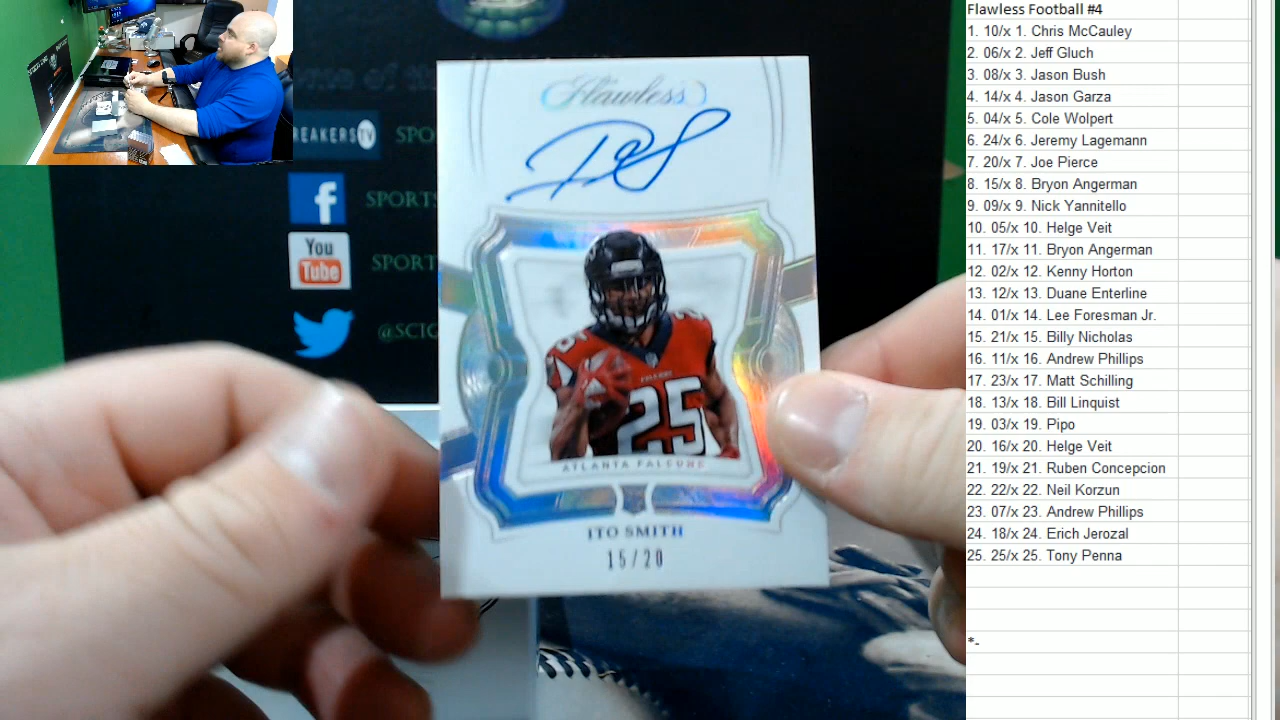 Flawless
ATLANTA FALCONS
25
ITO SMITH
15/20
REAKERS TV
SPO
f
SPORTS
You
Tube
SPORT
@SCIC
Flawless Football #4
1. 10/x 1. Chris McCauley
2. 06/x 2. Jeff Gluch
3. 08/x 3. Jason Bush
4. 14/x 4. Jason Garza
5. 04/x 5. Cole Wolpert
6. 24/x 6. Jeremy Lagemann
7. 20/x 7. Joe Pierce
8. 15/x 8. Bryon Angerman
9. 09/x 9. Nick Yannitello
10. 05/x 10. Helge Veit
11. 17/x 11. Bryon Angerman
12. 02/x 12. Kenny Horton
13. 12/x 13. Duane Enterline
14. 01/x 14. Lee Foresman Jr.
15. 21/x 15. Billy Nicholas
16. 11/x 16. Andrew Phillips
17. 23/x 17. Matt Schilling
18. 13/x 18. Bill Linquist
19. 03/x 19. Pipo
20. 16/x 20. Helge Veit
21. 19/x 21. Ruben Concepcion
22. 22/x 22. Neil Korzun
23. 07/x 23. Andrew Phillips
24. 18/x 24. Erich Jerozal
25. 25/x 25. Tony Penna
*-